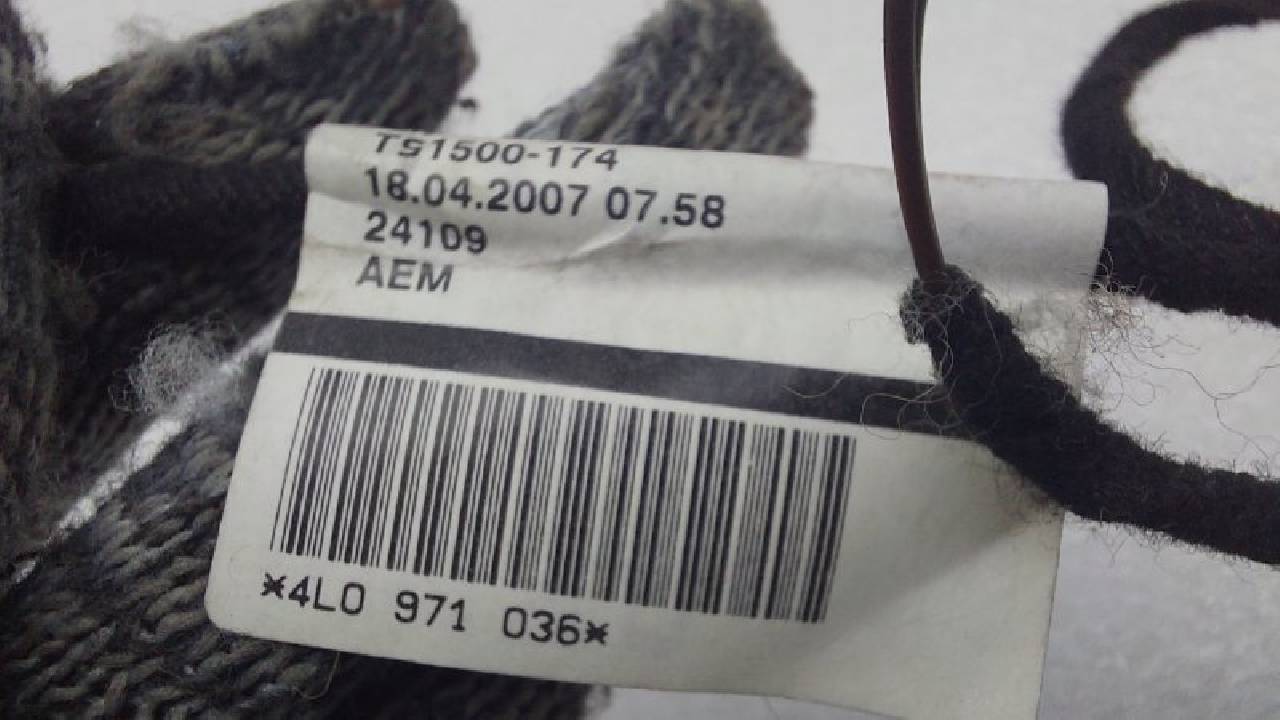 TS1500-174
18.04.2007 07.58
24109
AEM
*4L0 971 036*